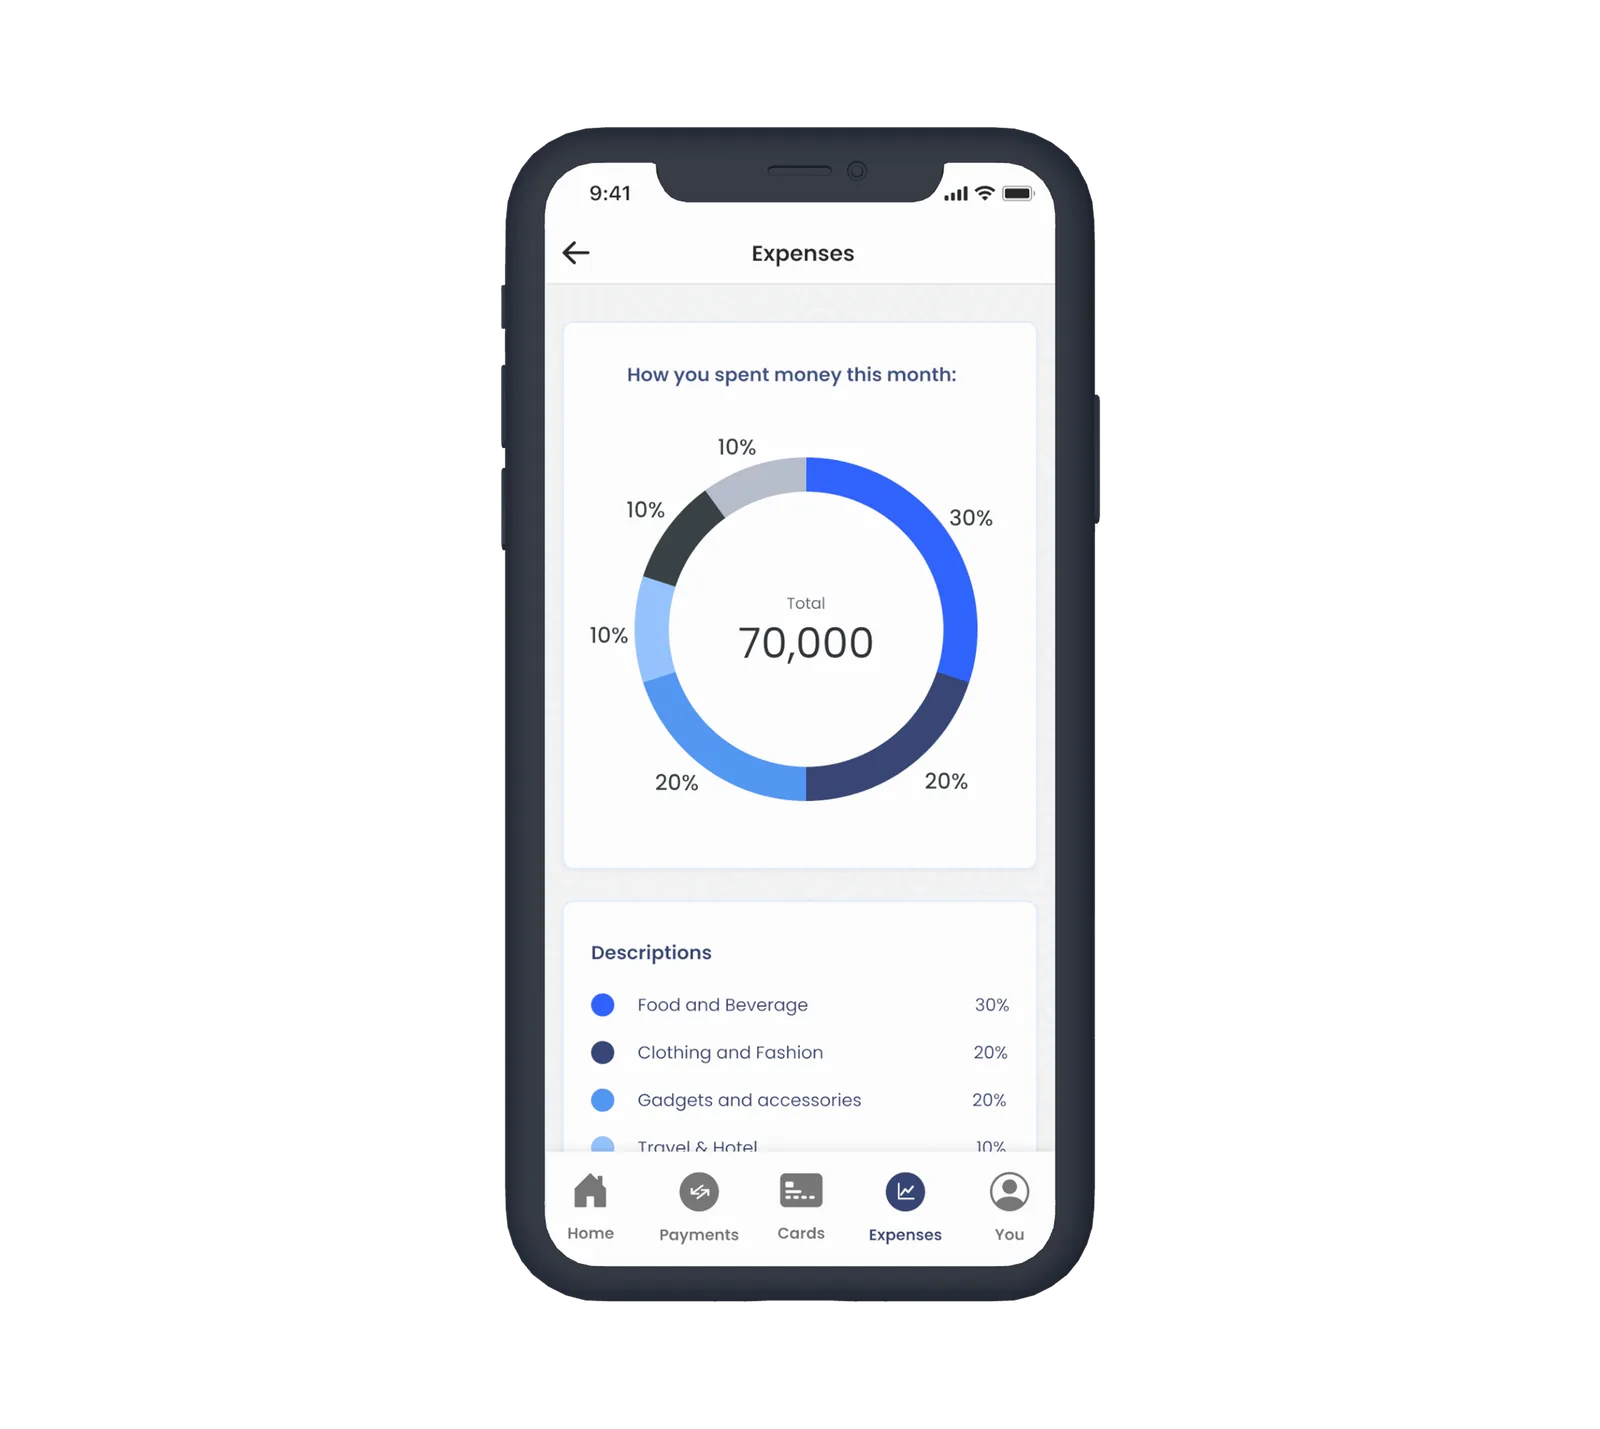 9:41
Expenses
How you spent money this month:
10%
10%
30%
Total
70,000
10%
20%
20%
Descriptions
Food and Beverage 30%
Clothing and Fashion 20%
Gadgets and accessories 20%
Travel & Hotel 10%
Home Payments Cards Expenses You